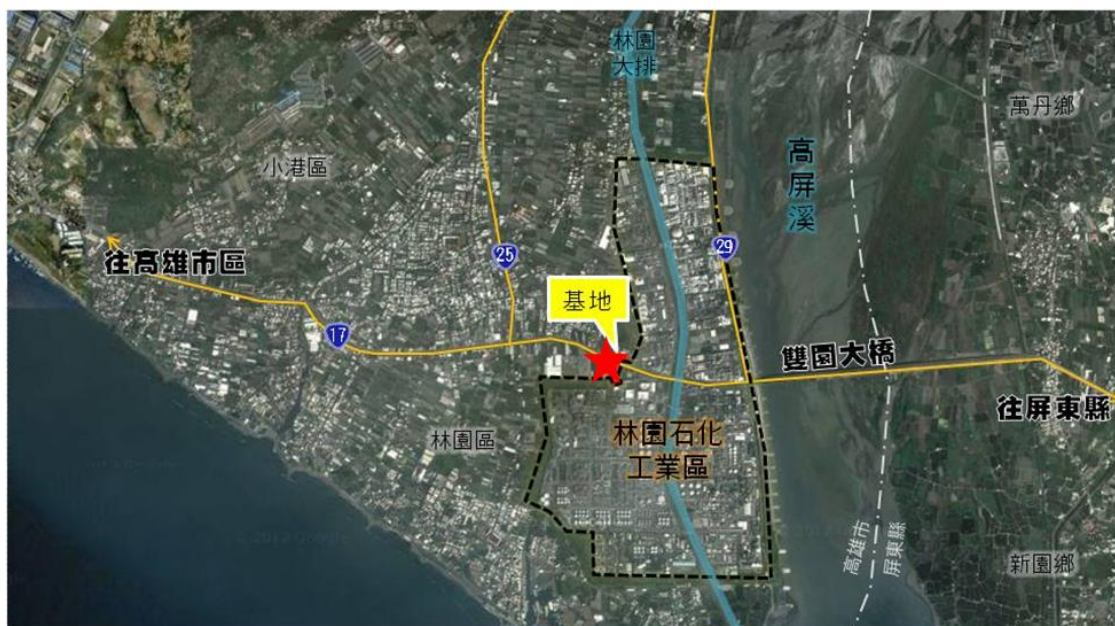 林園
大排
萬丹鄉
小港區
高
屏
溪
往高雄市區
25
29
基地
17
雙園大橋
往屏東縣
林園區
林園石化
工業區
高雄市
屏東縣
新園鄉